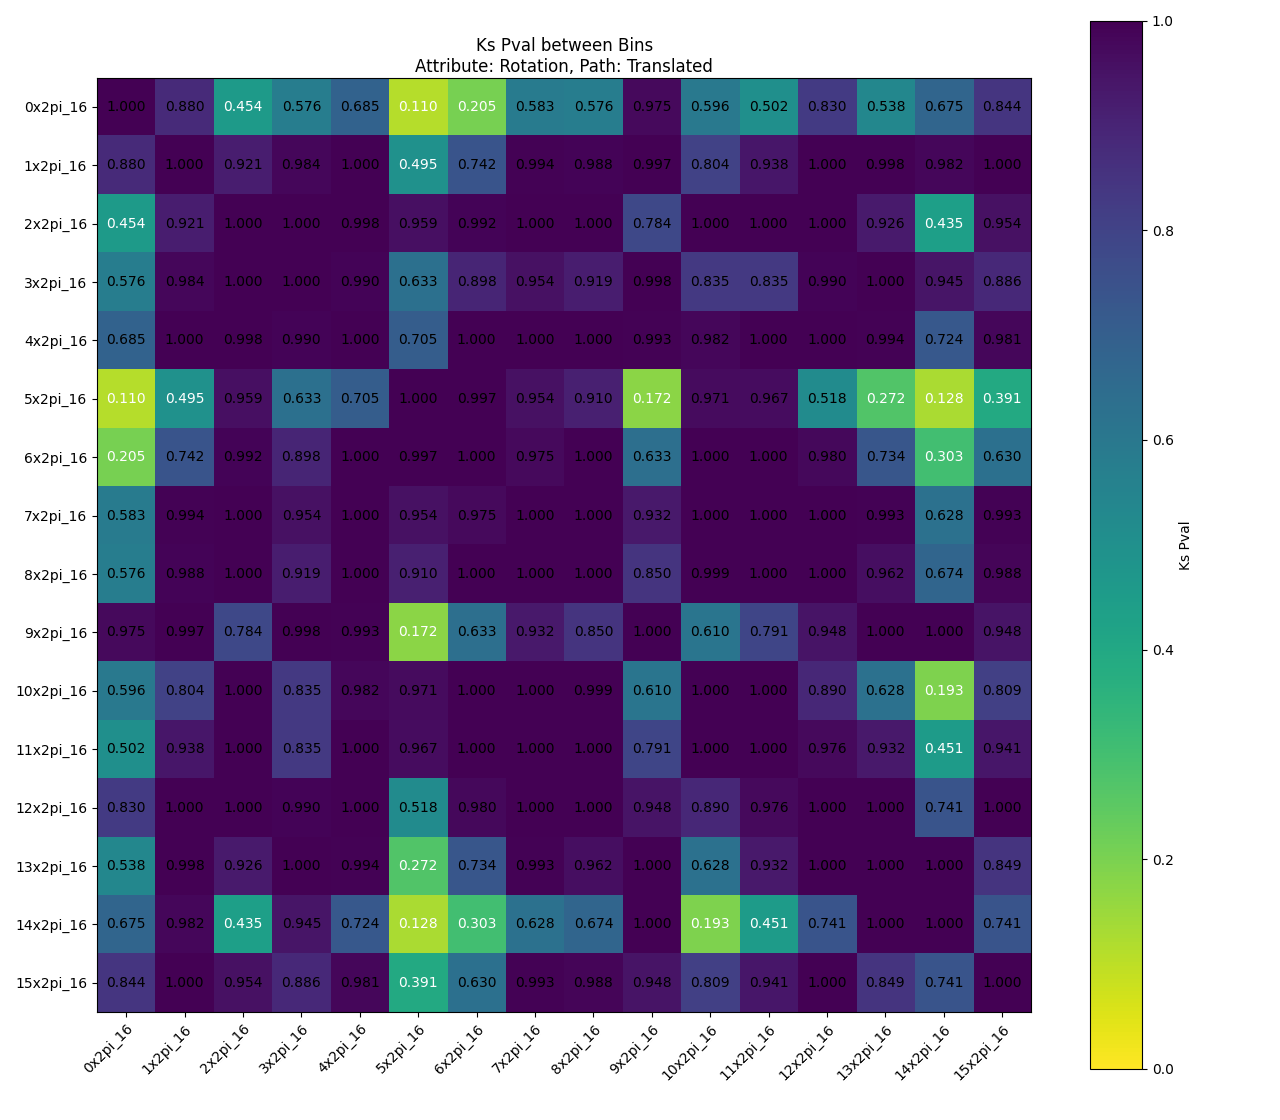 Ks Pval between Bins
Attribute: Rotation, Path: Translated
0x2pi_16 1.000 0.880 0.454 0.576 0.685 0.110 0.205 0.583 0.576 0.975 0.596 0.502 0.830 0.538 0.675 0.844
1x2pi_16 0.880 1.000 0.921 0.984 1.000 0.495 0.742 0.994 0.988 0.997 0.804 0.938 1.000 0.998 0.982 1.000
2x2pi_16 0.454 0.921 1.000 1.000 0.998 0.959 0.992 1.000 1.000 0.784 1.000 1.000 1.000 0.926 0.435 0.954
3x2pi_16 0.576 0.984 1.000 1.000 0.990 0.633 0.898 0.954 0.919 0.998 0.835 0.835 0.990 1.000 0.945 0.886
4x2pi_16 0.685 1.000 0.998 0.990 1.000 0.705 1.000 1.000 1.000 0.993 0.982 1.000 1.000 0.994 0.724 0.981
5x2pi_16 0.110 0.495 0.959 0.633 0.705 1.000 0.997 0.954 0.910 0.172 0.971 0.967 0.518 0.272 0.128 0.391
6x2pi_16 0.205 0.742 0.992 0.898 1.000 0.997 1.000 0.975 1.000 0.633 1.000 1.000 0.980 0.734 0.303 0.630
7x2pi_16 0.583 0.994 1.000 0.954 1.000 0.954 0.975 1.000 1.000 0.932 1.000 1.000 1.000 0.993 0.628 0.993
8x2pi_16 0.576 0.988 1.000 0.919 1.000 0.910 1.000 1.000 1.000 0.850 0.999 1.000 1.000 0.962 0.674 0.988
9x2pi_16 0.975 0.997 0.784 0.998 0.993 0.172 0.633 0.932 0.850 1.000 0.610 0.791 0.948 1.000 1.000 0.948
10x2pi_16 0.596 0.804 1.000 0.835 0.982 0.971 1.000 1.000 0.999 0.610 1.000 1.000 0.890 0.628 0.193 0.809
11x2pi_16 0.502 0.938 1.000 0.835 1.000 0.967 1.000 1.000 1.000 0.791 1.000 1.000 0.976 0.932 0.451 0.941
12x2pi_16 0.830 1.000 1.000 0.990 1.000 0.518 0.980 1.000 1.000 0.948 0.890 0.976 1.000 1.000 0.741 1.000
13x2pi_16 0.538 0.998 0.926 1.000 0.994 0.272 0.734 0.993 0.962 1.000 0.628 0.932 1.000 1.000 1.000 0.849
14x2pi_16 0.675 0.982 0.435 0.945 0.724 0.128 0.303 0.628 0.674 1.000 0.193 0.451 0.741 1.000 1.000 0.741
15x2pi_16 0.844 1.000 0.954 0.886 0.981 0.391 0.630 0.993 0.988 0.948 0.809 0.941 1.000 0.849 0.741 1.000
0x2pi_16 1x2pi_16 2x2pi_16 3x2pi_16 4x2pi_16 5x2pi_16 6x2pi_16 7x2pi_16 8x2pi_16 9x2pi_16 10x2pi_16 11x2pi_16 12x2pi_16 13x2pi_16 14x2pi_16 15x2pi_16
1.0
0.8
0.6
0.4
0.2
0.0
Ks Pval